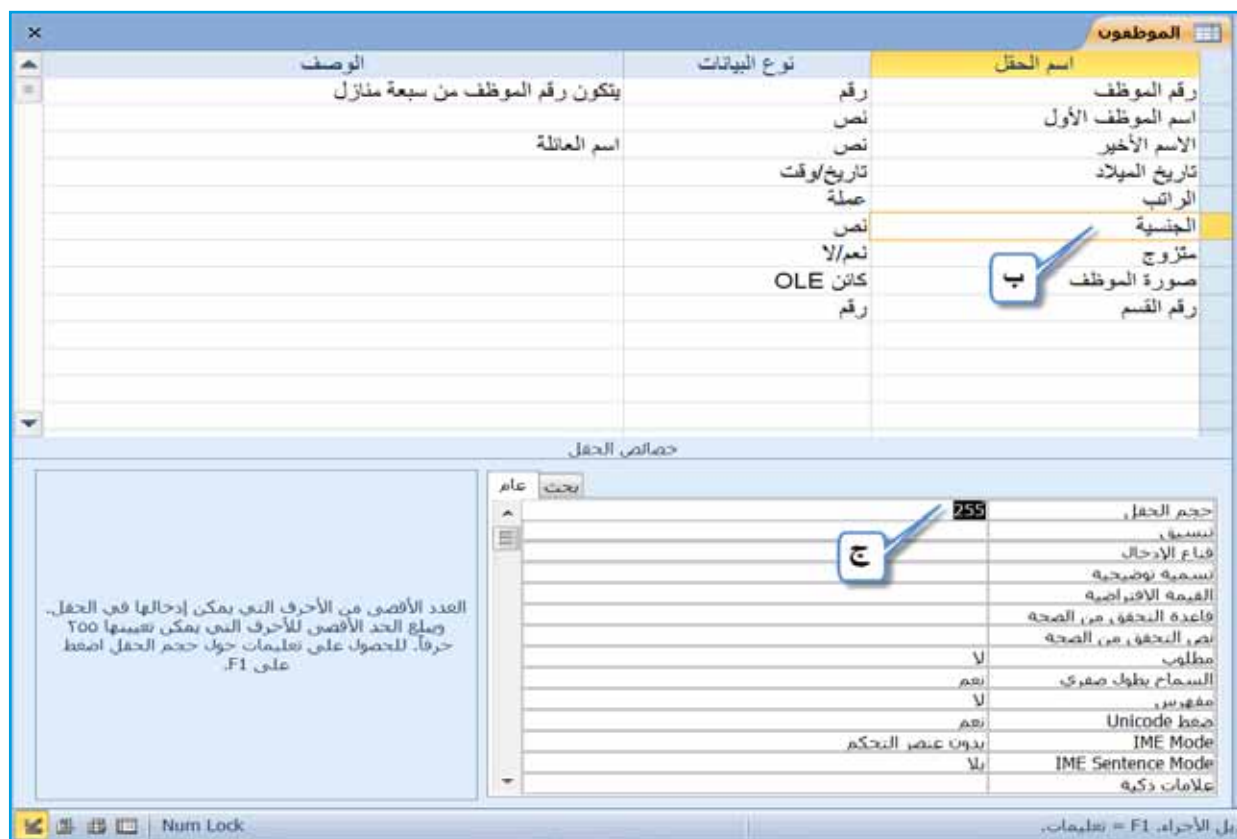 الموظفون
اسم الحقل نوع البيانات الوصف
رقم الموظف رقم يتكون رقم الموظف من سبعة منازل
اسم الموظف الأول نص
الاسم الأخير نص اسم العائلة
تاريخ الميلاد تاريخ/وقت
الراتب عملة
الجنسية نص
متزوج نعم/لا
صورة الموظف كائن OLE
رقم القسم رقم
ب
خصائص الحقل
عام بحث
حجم الحقل 255
تنسيق
قناع الإدخال
تسمية توضيحية
القيمة الافتراضية
قاعدة التحقق من الصحة
نص التحقق من الصحة
مطلوب لا
السماح بطول صفري نعم
مفهرس لا
ضغط Unicode نعم
IME Mode بدون عنصر التحكم
IME Sentence Mode بلا
علامات ذكية
ج
العدد الأقصى من الأحرف التي يمكن إدخالها في الحقل.
ويبلغ الحد الأقصى للأحرف التي يمكن تعيينها ٢٥٥
حرفاً. للحصول على تعليمات حول حجم الحقل اضغط
على F1.
يل الأجزاء. F1 = تعليمات.
Num Lock